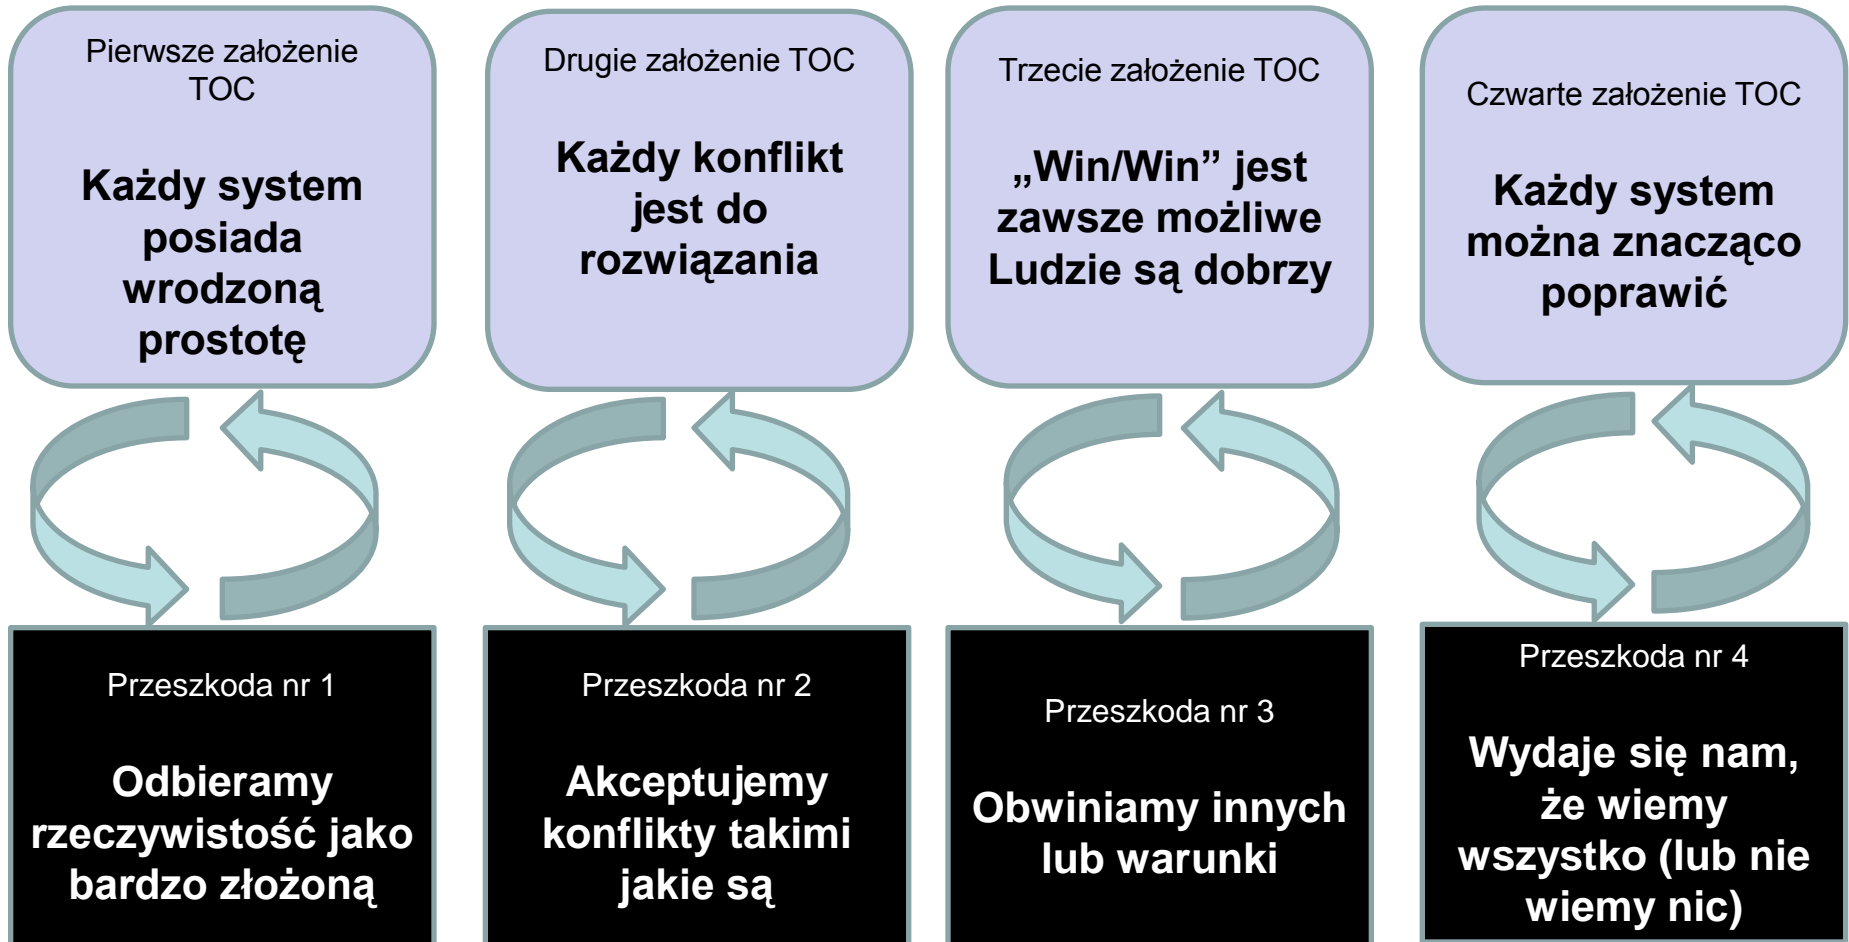 Pierwsze założenie
TOC
Każdy system
posiada
wrodzoną
prostotę
Drugie założenie TOC
Każdy konflikt
jest do
rozwiązania
Trzecie założenie TOC
„Win/Win” jest
zawsze możliwe
Ludzie są dobrzy
Czwarte założenie TOC
Każdy system
można znacząco
poprawić
Przeszkoda nr 1
Odbieramy
rzeczywistość jako
bardzo złożoną
Przeszkoda nr 2
Akceptujemy
konflikty takimi
jakie są
Przeszkoda nr 3
Obwiniamy innych
lub warunki
Przeszkoda nr 4
Wydaje się nam,
że wiemy
wszystko (lub nie
wiemy nic)